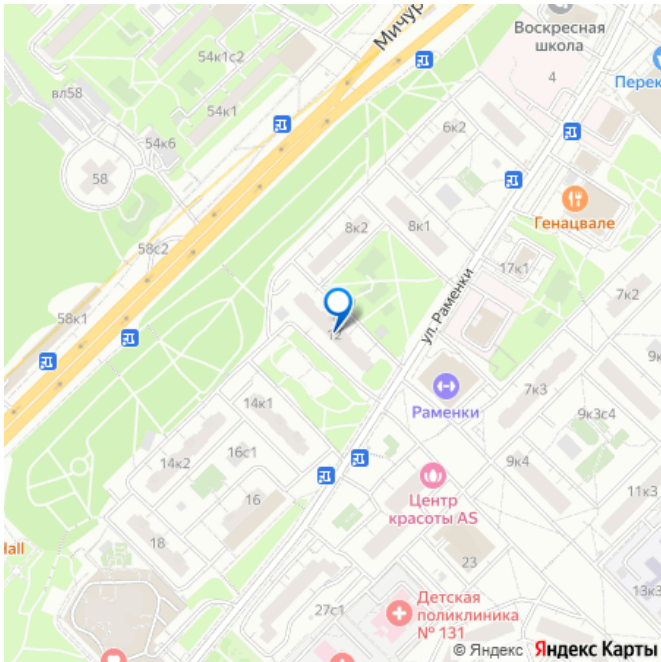 54к1с2
Мичур
Воскресная
школа
4
Перек
вл58
54к1
54к6
6к2
58
8к2
8к1
Генацвале
58с2
17к1
7к2
58к1
12
ул. Раменки
9к
Раменки
7к3
9к3с4
14к1
16с1
9к4
14к2
16
Центр
красоты AS
11к3
18
23
Hall
27с1
Детская
поликлиника
№ 131
13к3
© Яндекс Яндекс Карты